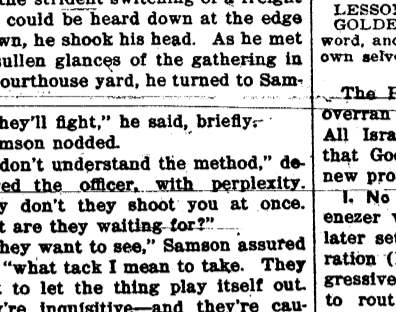 the strident switching of a freight
could be heard down at the edge
wn, he shook his head. As he met
sullen glances of the gathering in
ourthouse yard, he turned to Sam-
hey'll fight," he said, briefly.
mson nodded.
don't understand the method," de-
red the officer, with perplexity.
y don't they shoot you at once.
t are they waiting for?"
hey want to see," Samson assured
"what tack I mean to take. They
t to let the thing play itself out.
y're inquisitive—and they're cau-
LESSO
GOLDE
word, and
own selv
The P
overran
All Isra
that Go
new pro
I. No
enezer
later se
ration (
gressive
to rout